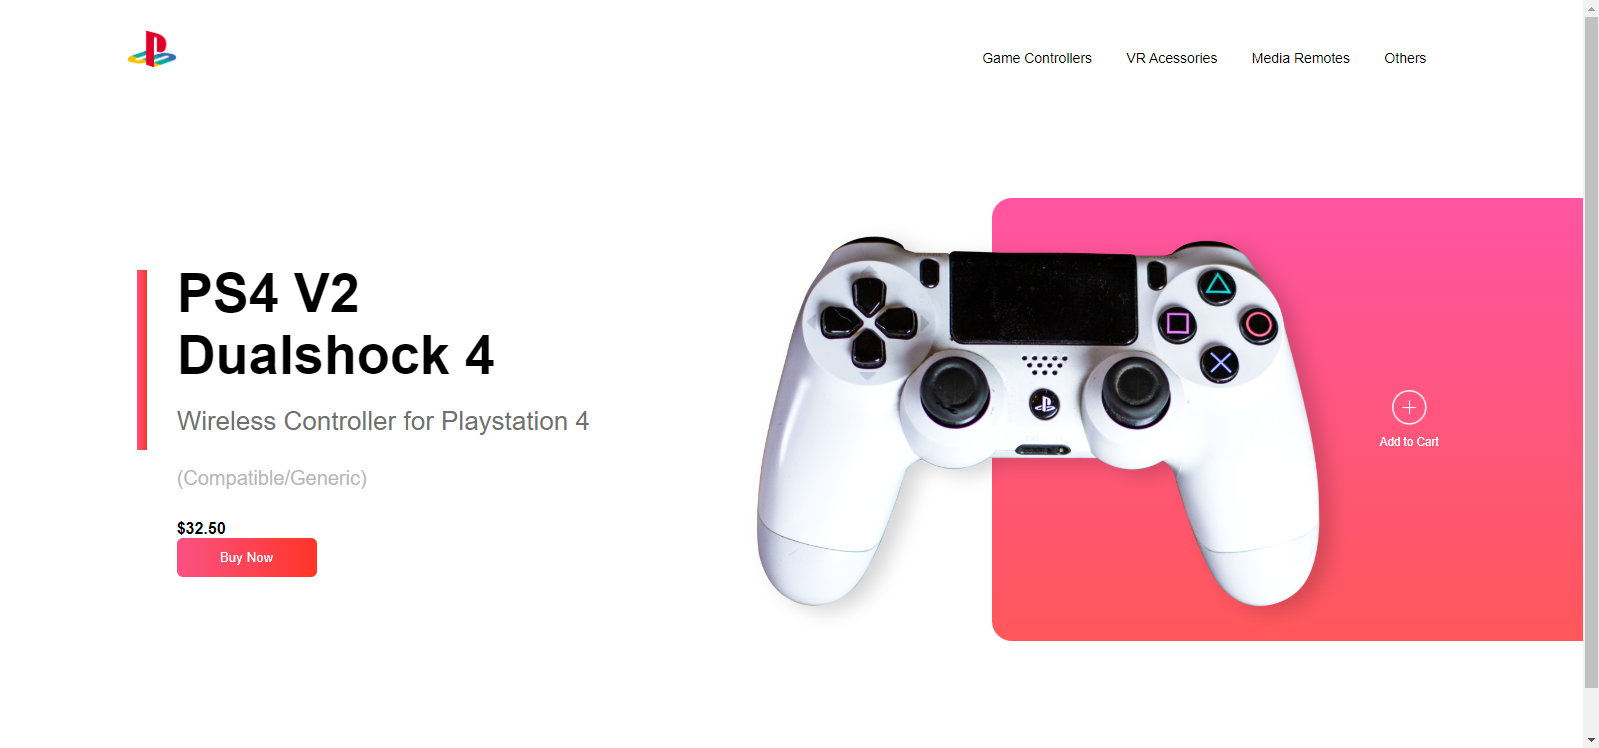 Game Controllers VR Acessories Media Remotes Others
PS4 V2
Dualshock 4
Wireless Controller for Playstation 4
(Compatible/Generic)
$32.50
Buy Now
Add to Cart